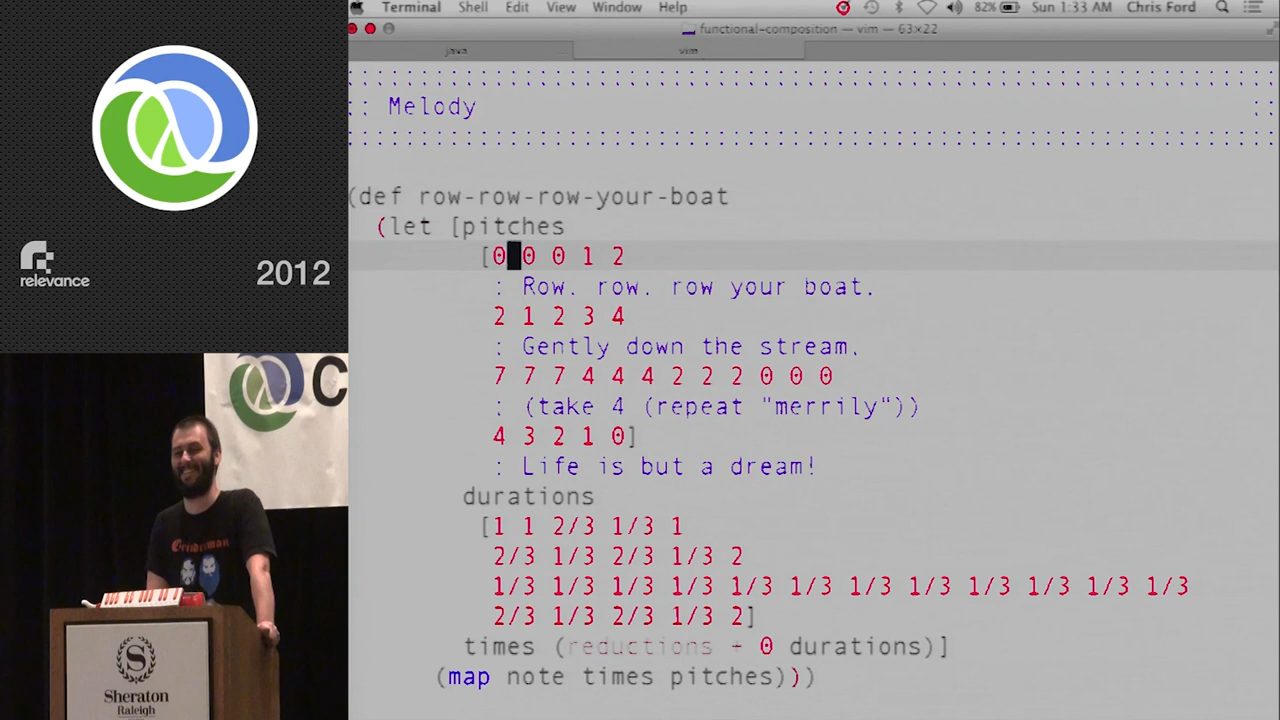 Terminal Shell Edit View Window Help 82% Sun 1:33 AM Chris Ford
functional-composition — vim — 63×22
java vim
:: Melody ::
(def row-row-row-your-boat
(let [pitches
[0 0 0 1 2
; Row, row, row your boat,
2 1 2 3 4
; Gently down the stream,
7 7 7 4 4 4 2 2 2 0 0 0
; (take 4 (repeat "merrily"))
4 3 2 1 0]
; Life is but a dream!
durations
[1 1 2/3 1/3 1
2/3 1/3 2/3 1/3 2
1/3 1/3 1/3 1/3 1/3 1/3 1/3 1/3 1/3 1/3 1/3 1/3
2/3 1/3 2/3 1/3 2]
times (reductions + 0 durations)]
(map note times pitches)))
relevance
2012
C
Grinderman
S
Sheraton
Raleigh